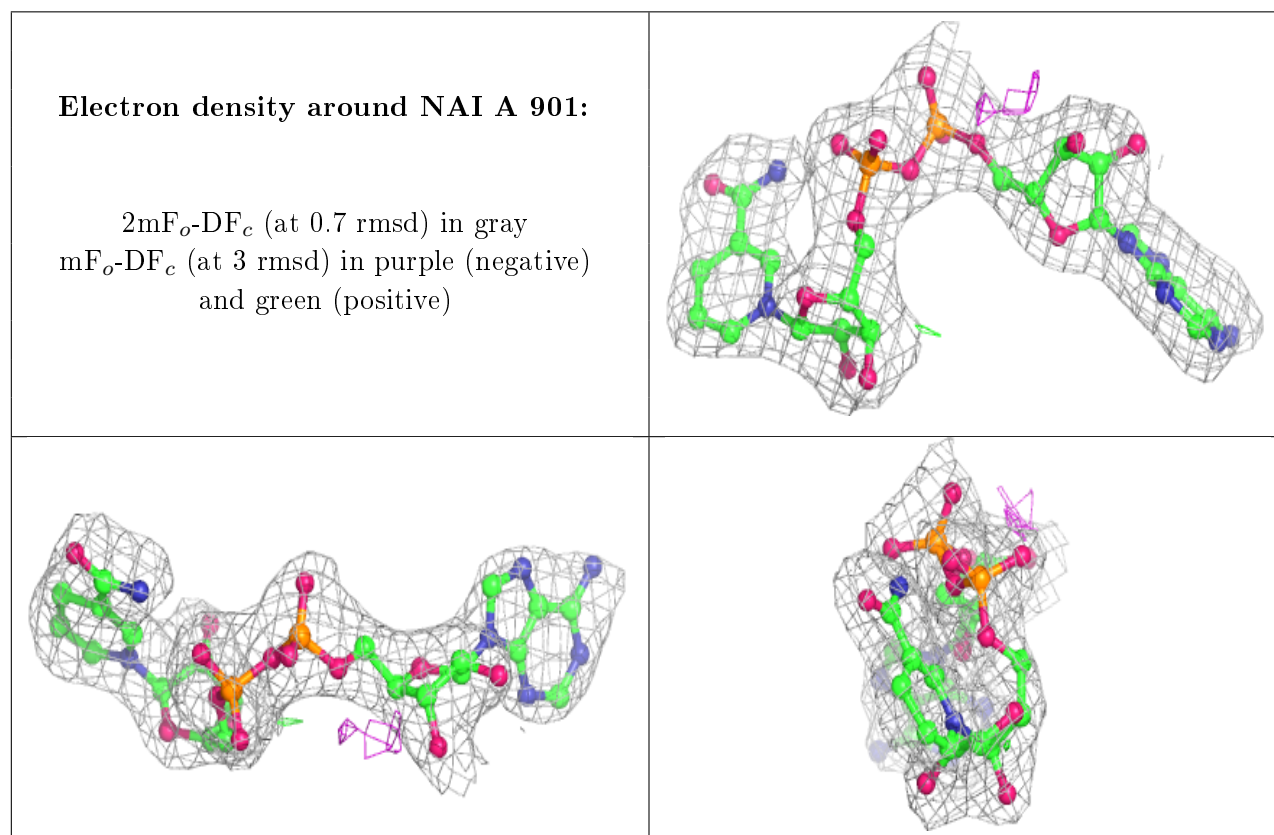 Electron density around NAI A 901:
2mFo-DFc (at 0.7 rmsd) in gray
mFo-DFc (at 3 rmsd) in purple (negative)
and green (positive)